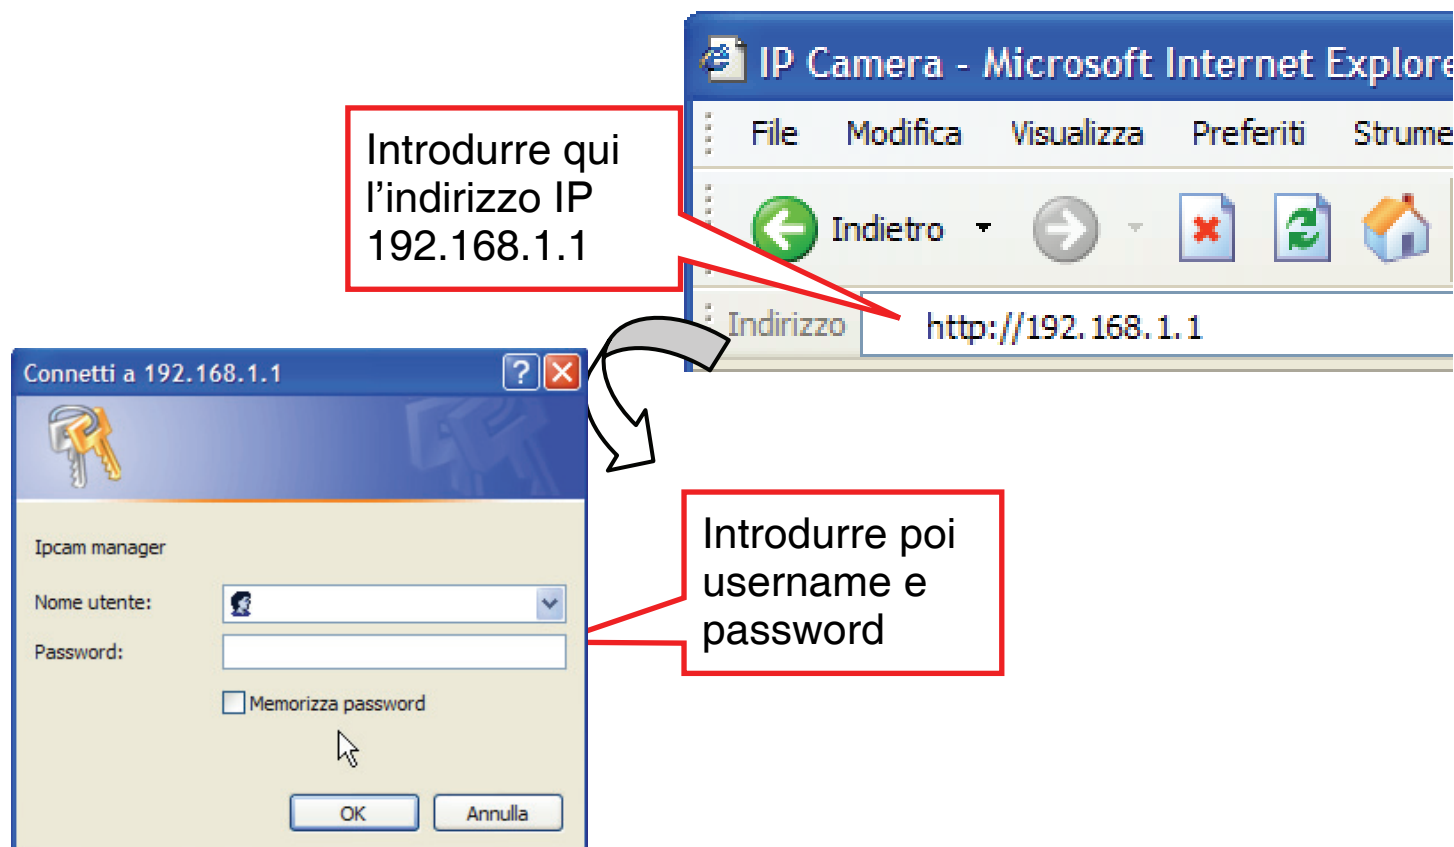 IP Camera - Microsoft Internet Explore
File Modifica Visualizza Preferiti Strume
Indietro
Indirizzo http://192.168.1.1
Introdurre qui
l’indirizzo IP
192.168.1.1
Connetti a 192.168.1.1
Ipcam manager
Nome utente:
Password:
Memorizza password
OK Annulla
Introdurre poi
username e
password